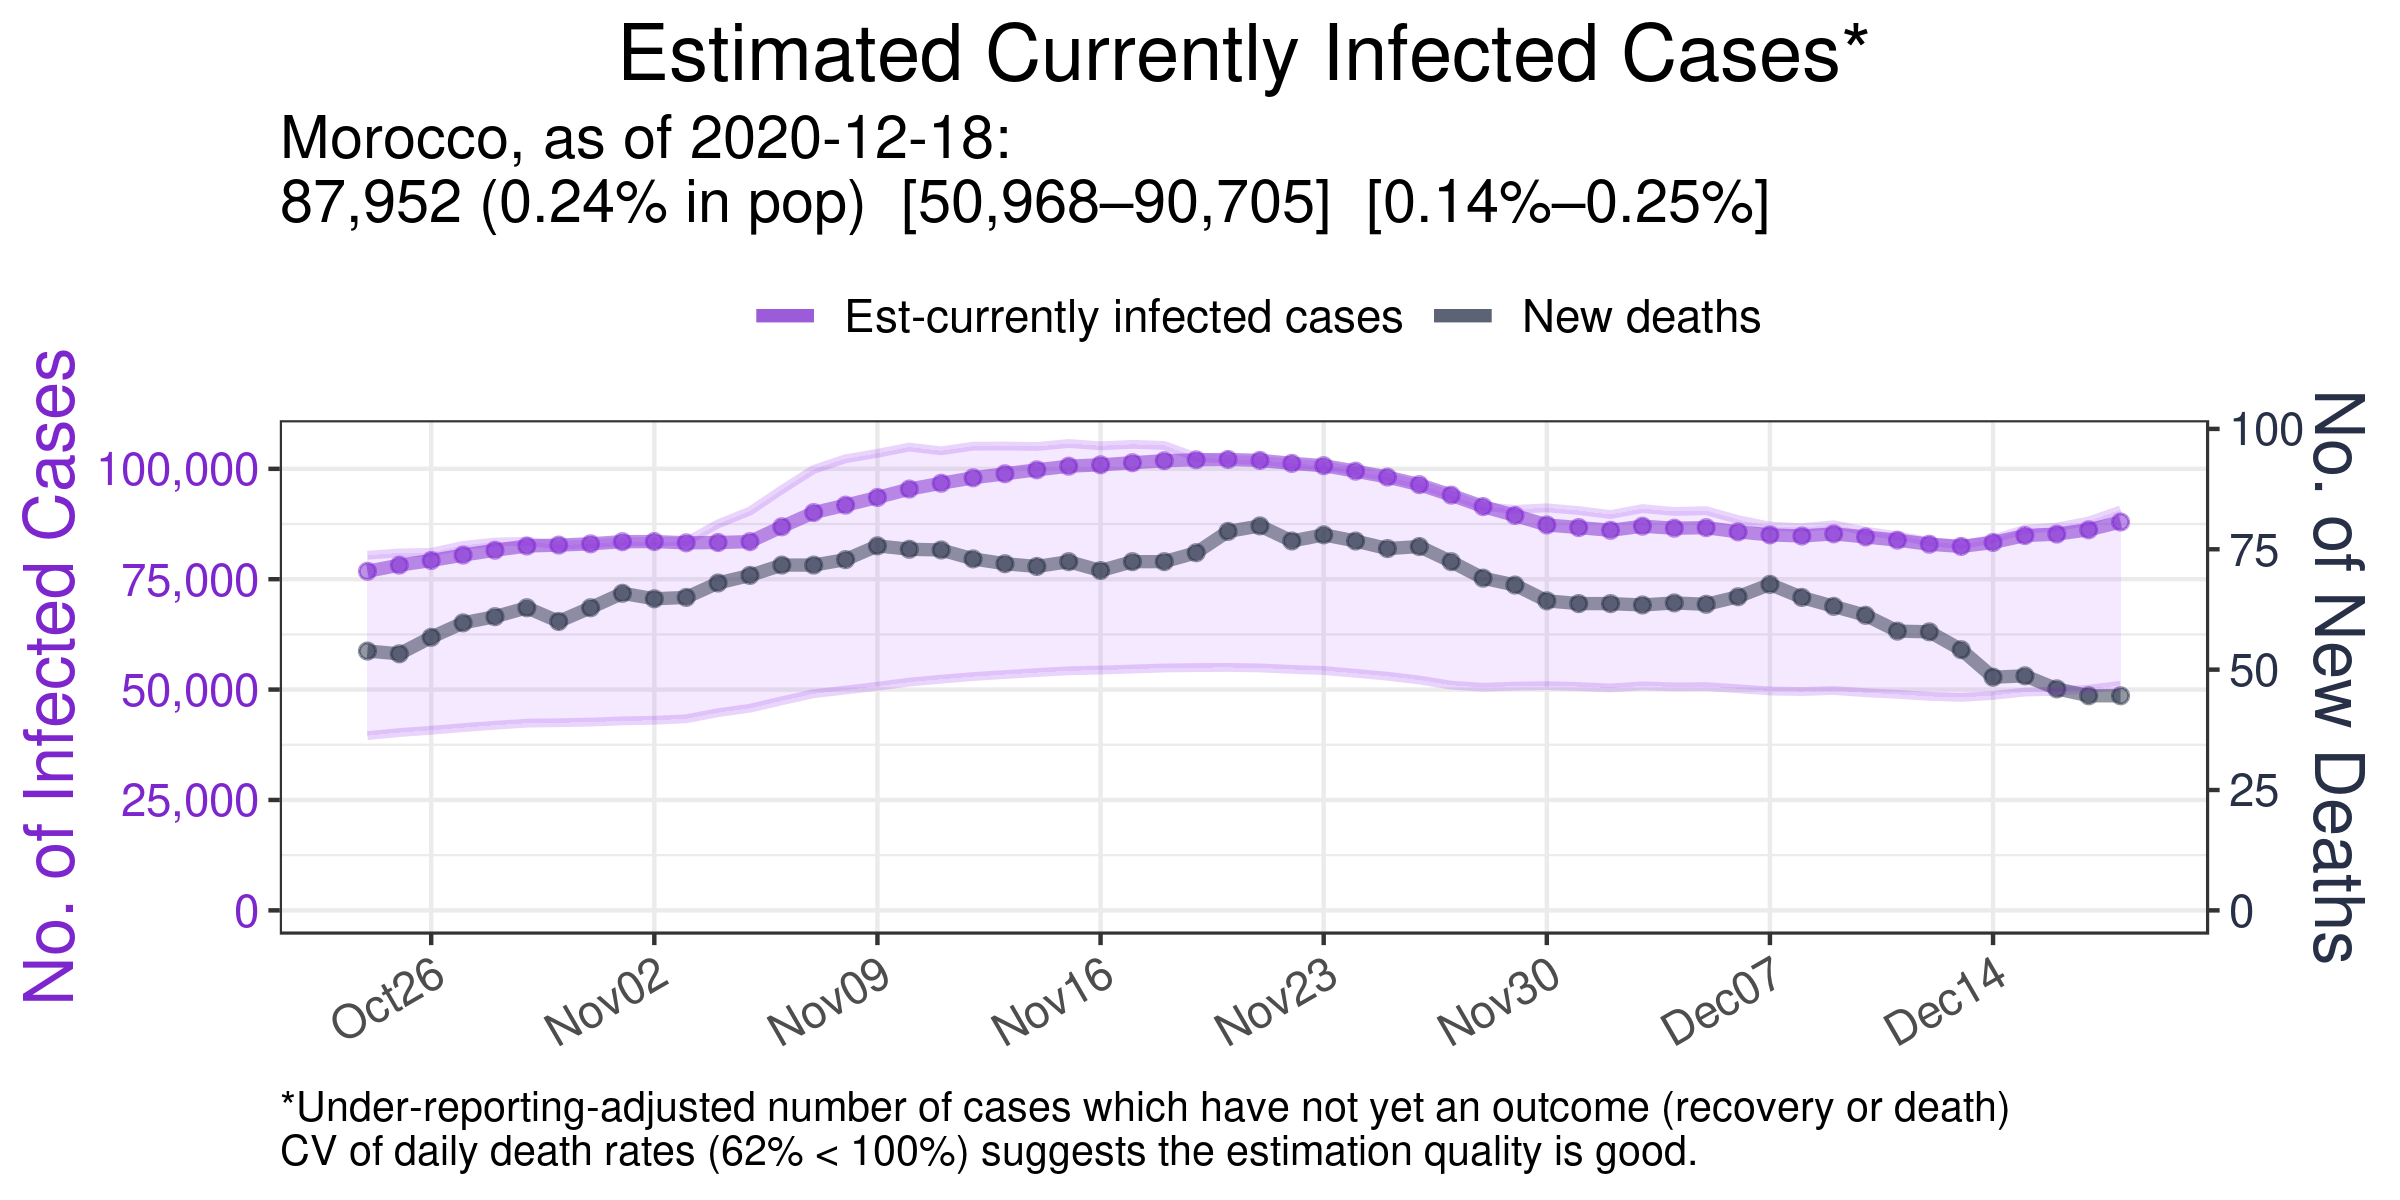 Estimated Currently Infected Cases*
Morocco, as of 2020-12-18:
87,952 (0.24% in pop)  [50,968–90,705]  [0.14%–0.25%]
Est-currently infected cases
New deaths
No. of Infected Cases
100,000
75,000
50,000
25,000
0
No. of New Deaths
100
75
50
25
0
Oct26
Nov02
Nov09
Nov16
Nov23
Nov30
Dec07
Dec14
*Under-reporting-adjusted number of cases which have not yet an outcome (recovery or death)
CV of daily death rates (62% < 100%) suggests the estimation quality is good.